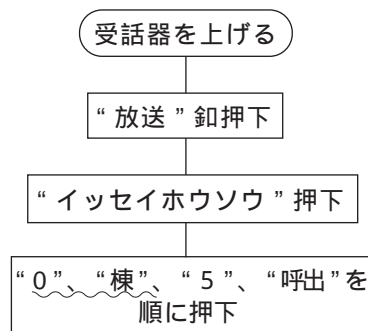 受話器を上げる
“放送”釦押下
“イッセイホウソウ”押下
“0”、“棟”、“5”、“呼出”を
順に押下